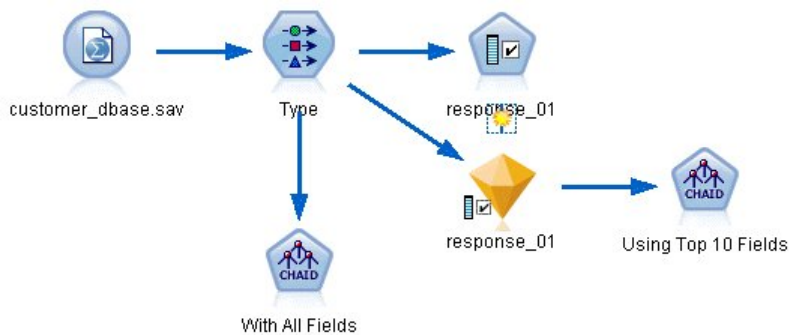 customer_dbase.sav
Type
response_01
response_01
CHAID
Using Top 10 Fields
CHAID
With All Fields